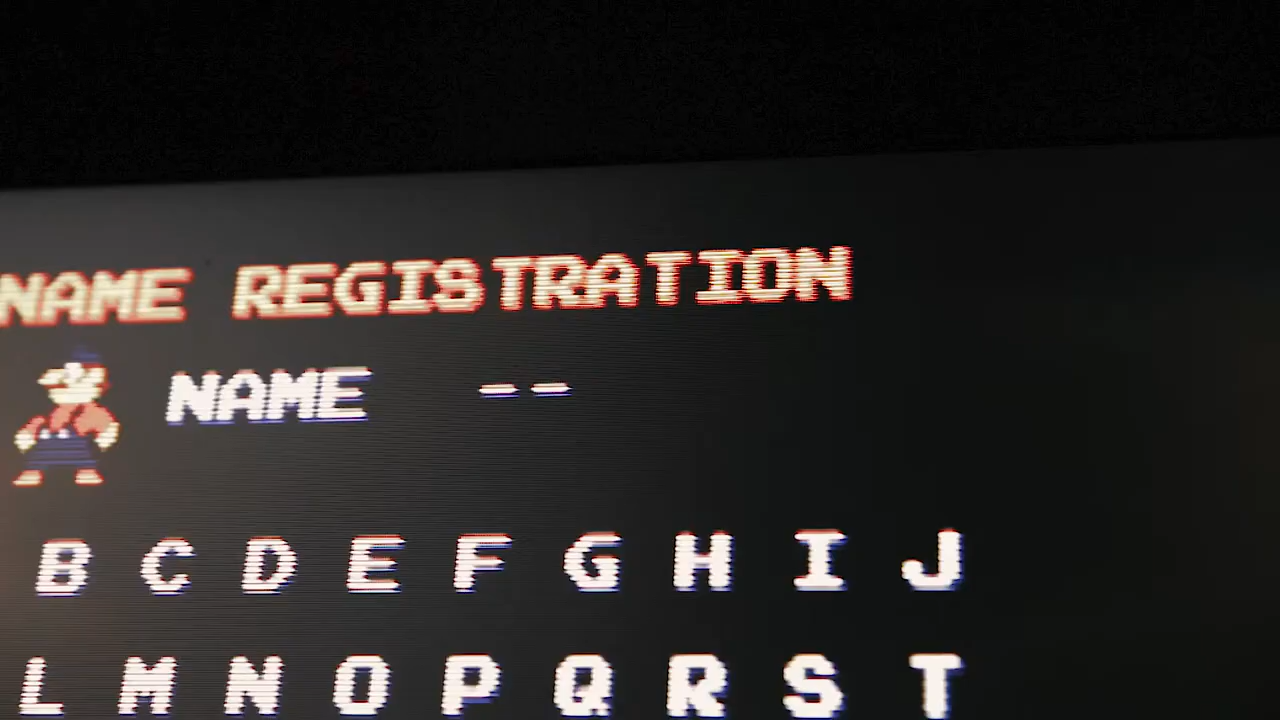 NAME REGISTRATION
NAME --
B C D E F G H I J
L M N O P Q R S T